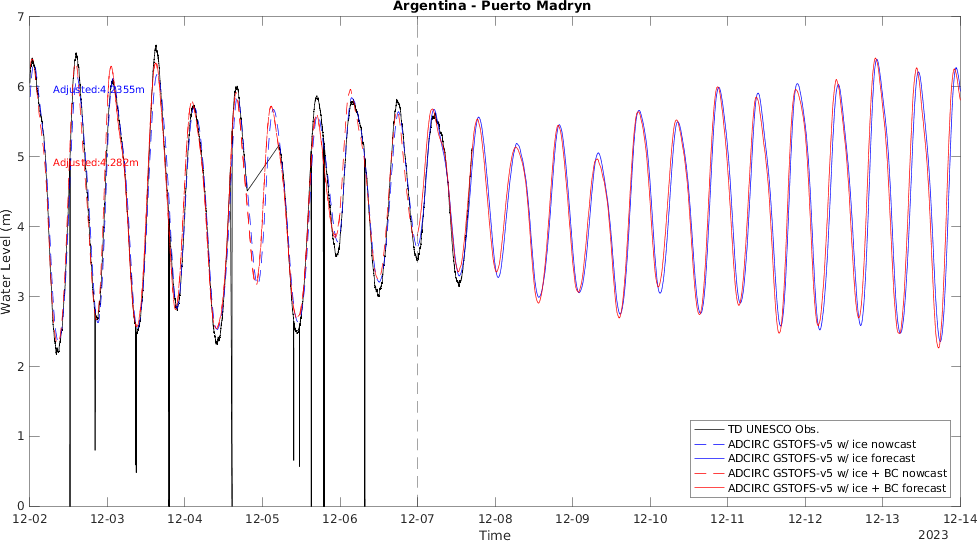 Argentina - Puerto Madryn
7
6
5
4
3
2
1
0
Water Level (m)
Adjusted:4.2355m
Adjusted:4.282m
TD UNESCO Obs.
ADCIRC GSTOFS-v5 w/ ice nowcast
ADCIRC GSTOFS-v5 w/ ice forecast
ADCIRC GSTOFS-v5 w/ ice + BC nowcast
ADCIRC GSTOFS-v5 w/ ice + BC forecast
12-02 12-03 12-04 12-05 12-06 12-07 12-08 12-09 12-10 12-11 12-12 12-13 12-14
Time
2023